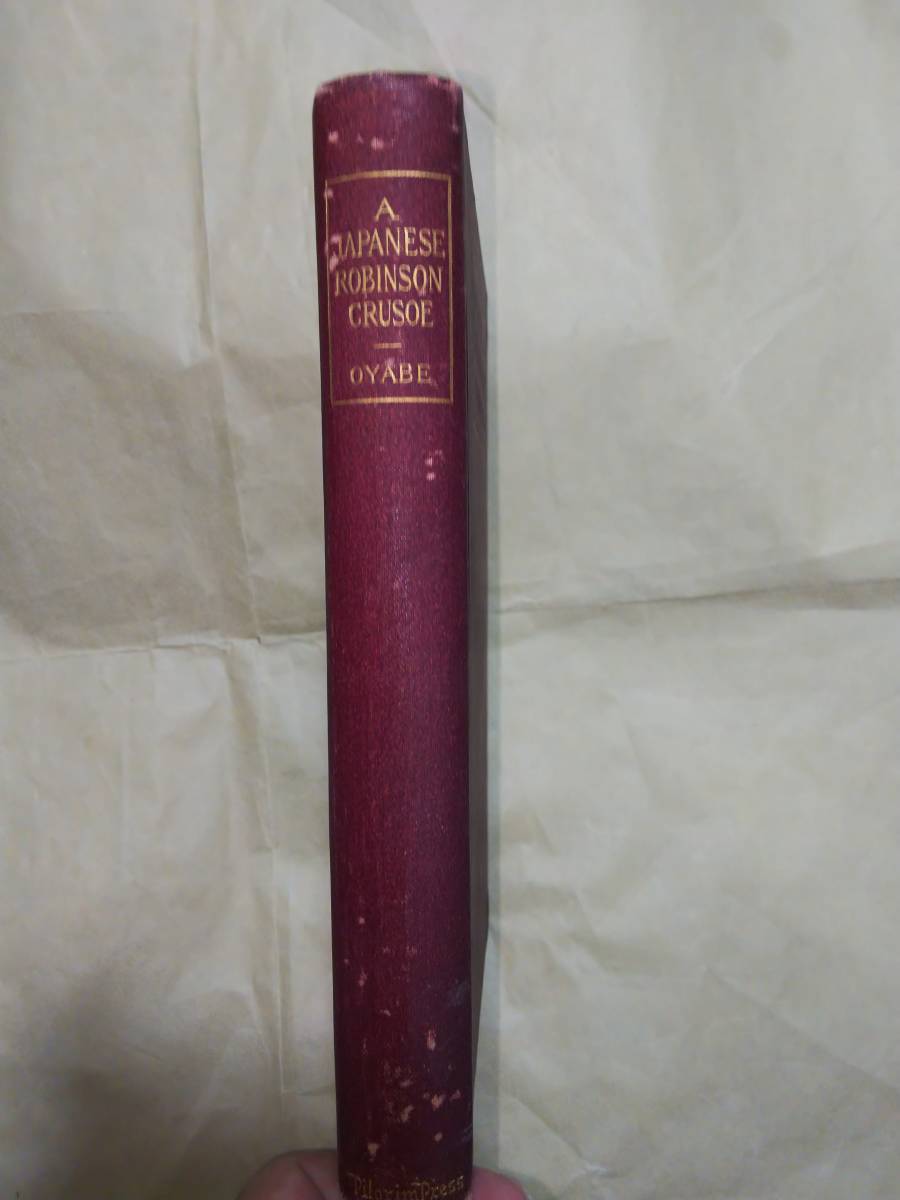 A
JAPANESE
ROBINSON
CRUSOE
OYABE
Pilgrim Press